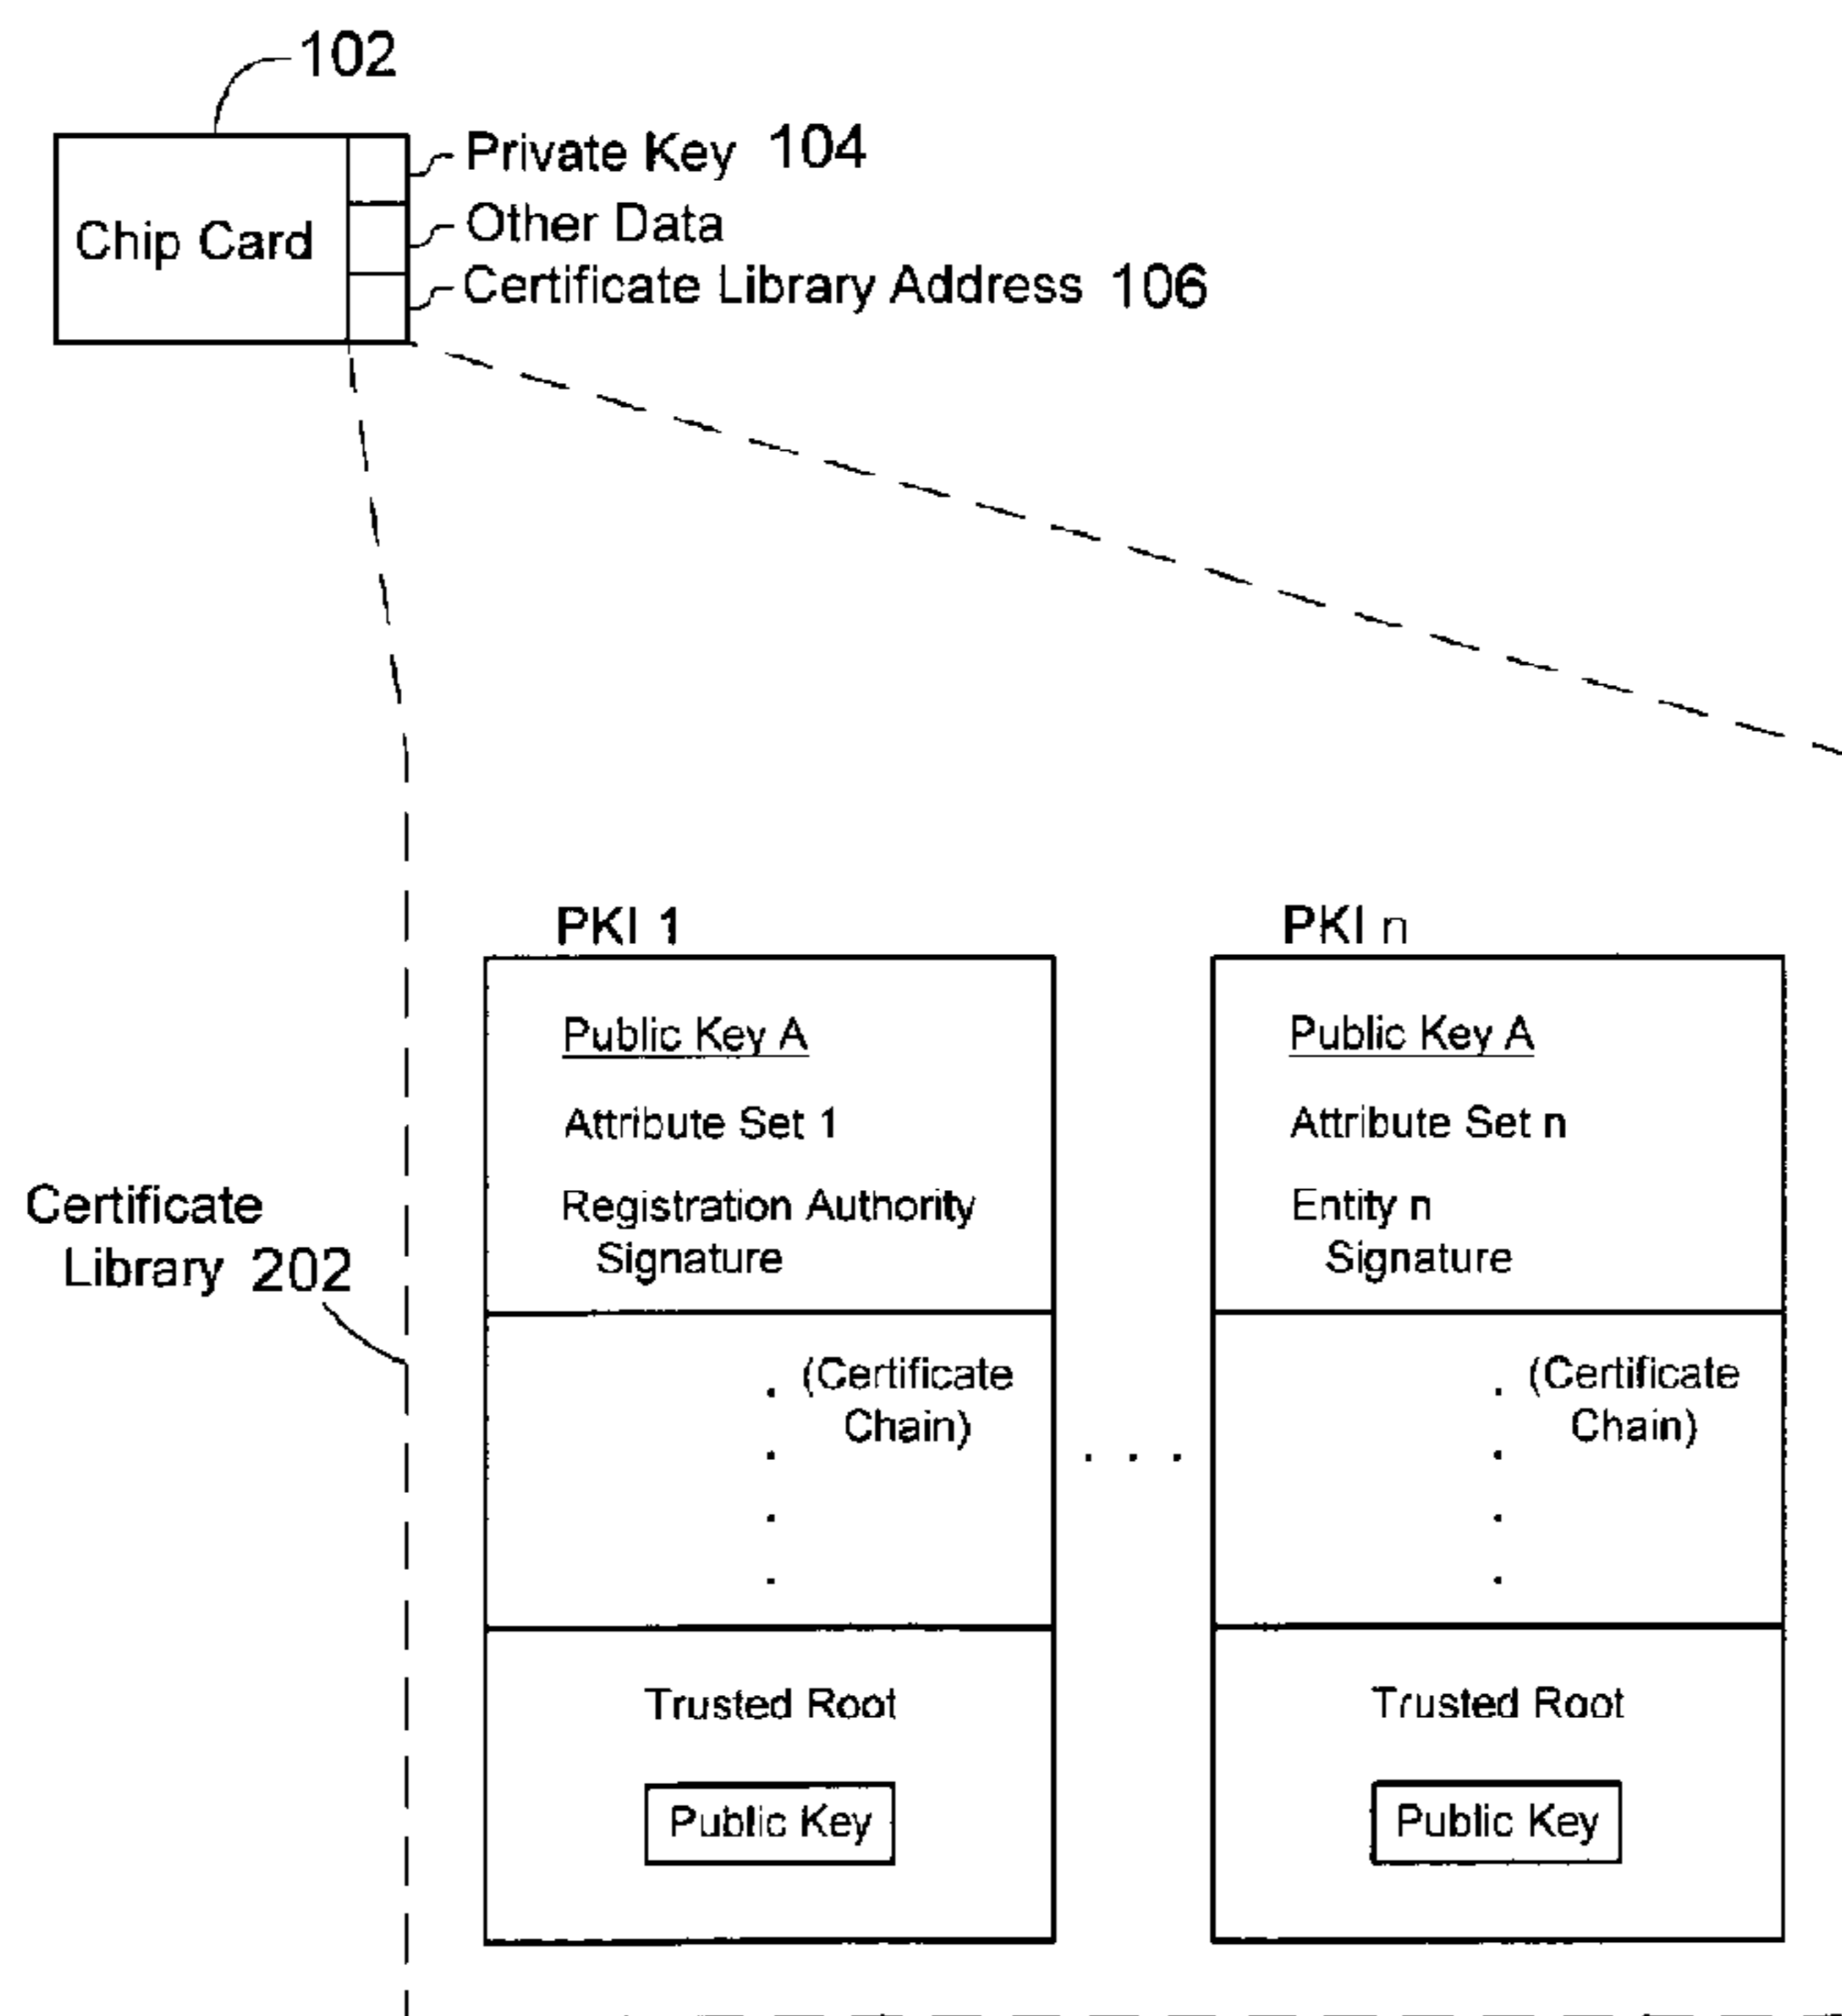 102
Private Key 104
Other Data
Chip Card
Certificate Library Address 106
PKI 1
Public Key A
Attribute Set 1
Registration Authority
Signature
(Certificate
Chain)
Trusted Root
Public Key
. . .
PKI n
Public Key A
Attribute Set n
Entity n
Signature
(Certificate
Chain)
Trusted Root
Public Key
Certificate
Library 202